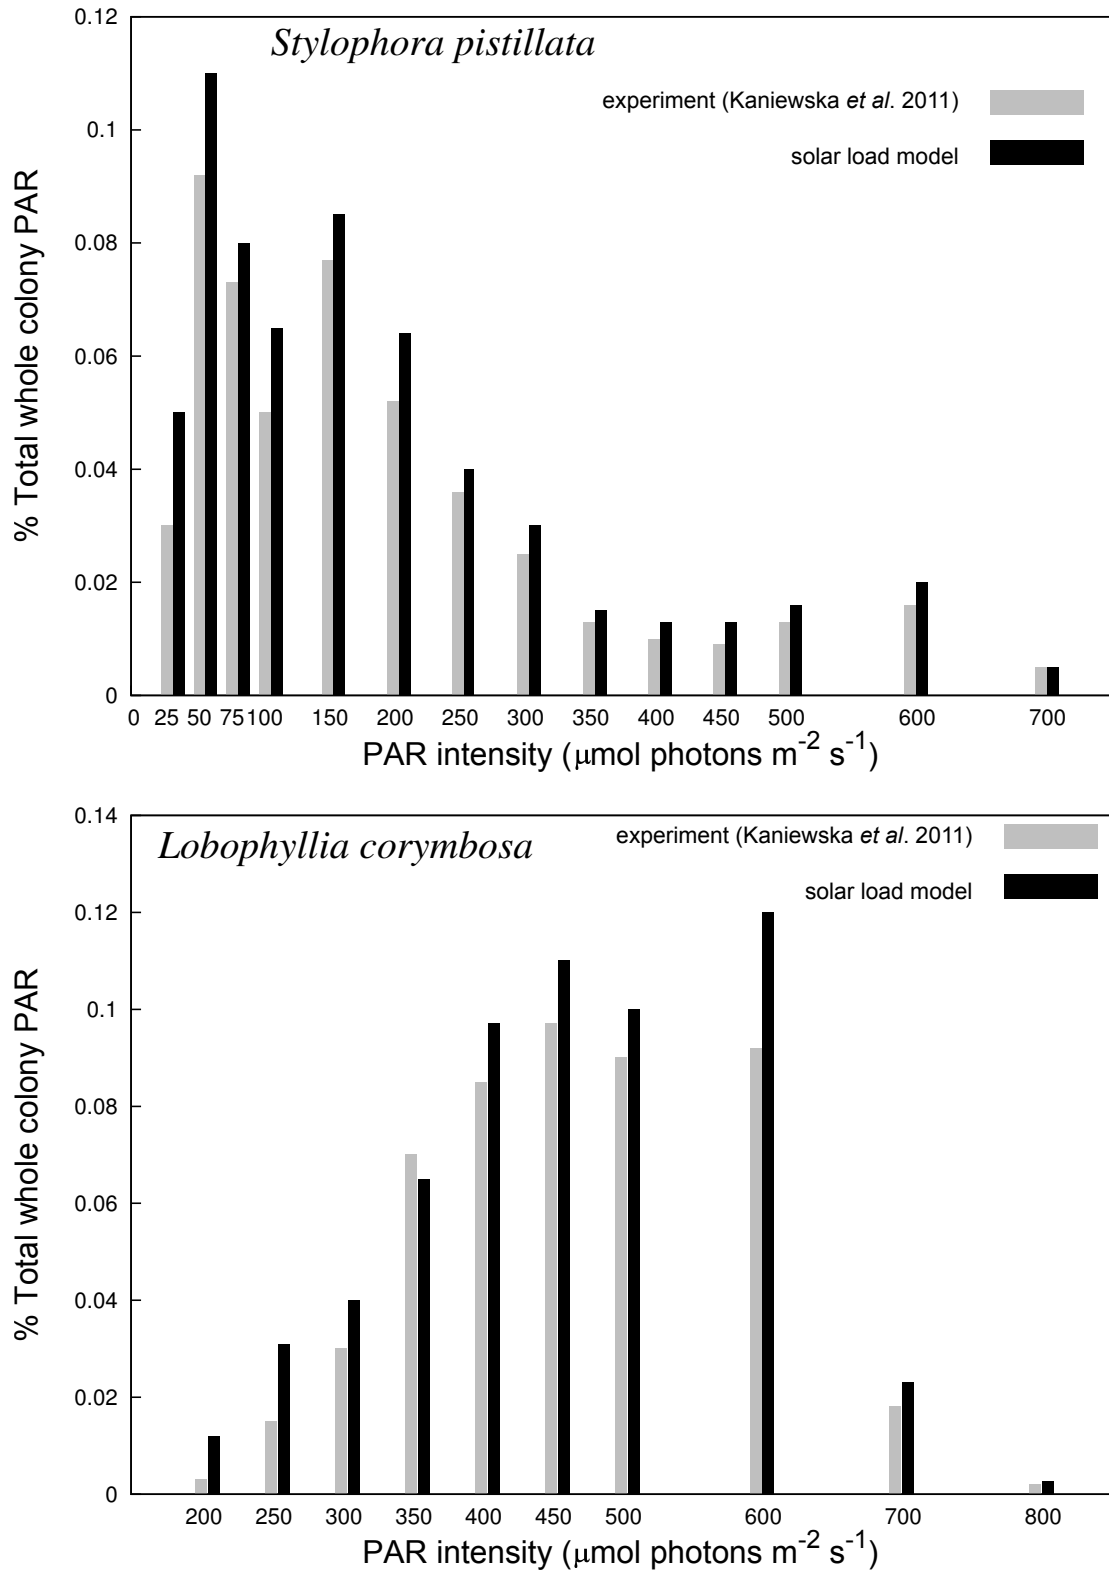 0.12
Stylophora pistillata
experiment (Kaniewska et al. 2011)
0.1
solar load model
0.08
0.06
0.04
0.02
0
% Total whole colony PAR
0 25 50 75 100 150 200 250 300 350 400 450 500 600 700
PAR intensity (μmol photons m-2 s-1)
0.14
Lobophyllia corymbosa
experiment (Kaniewska et al. 2011)
solar load model
0.12
0.1
0.08
0.06
0.04
0.02
0
% Total whole colony PAR
200 250 300 350 400 450 500 600 700 800
PAR intensity (μmol photons m-2 s-1)